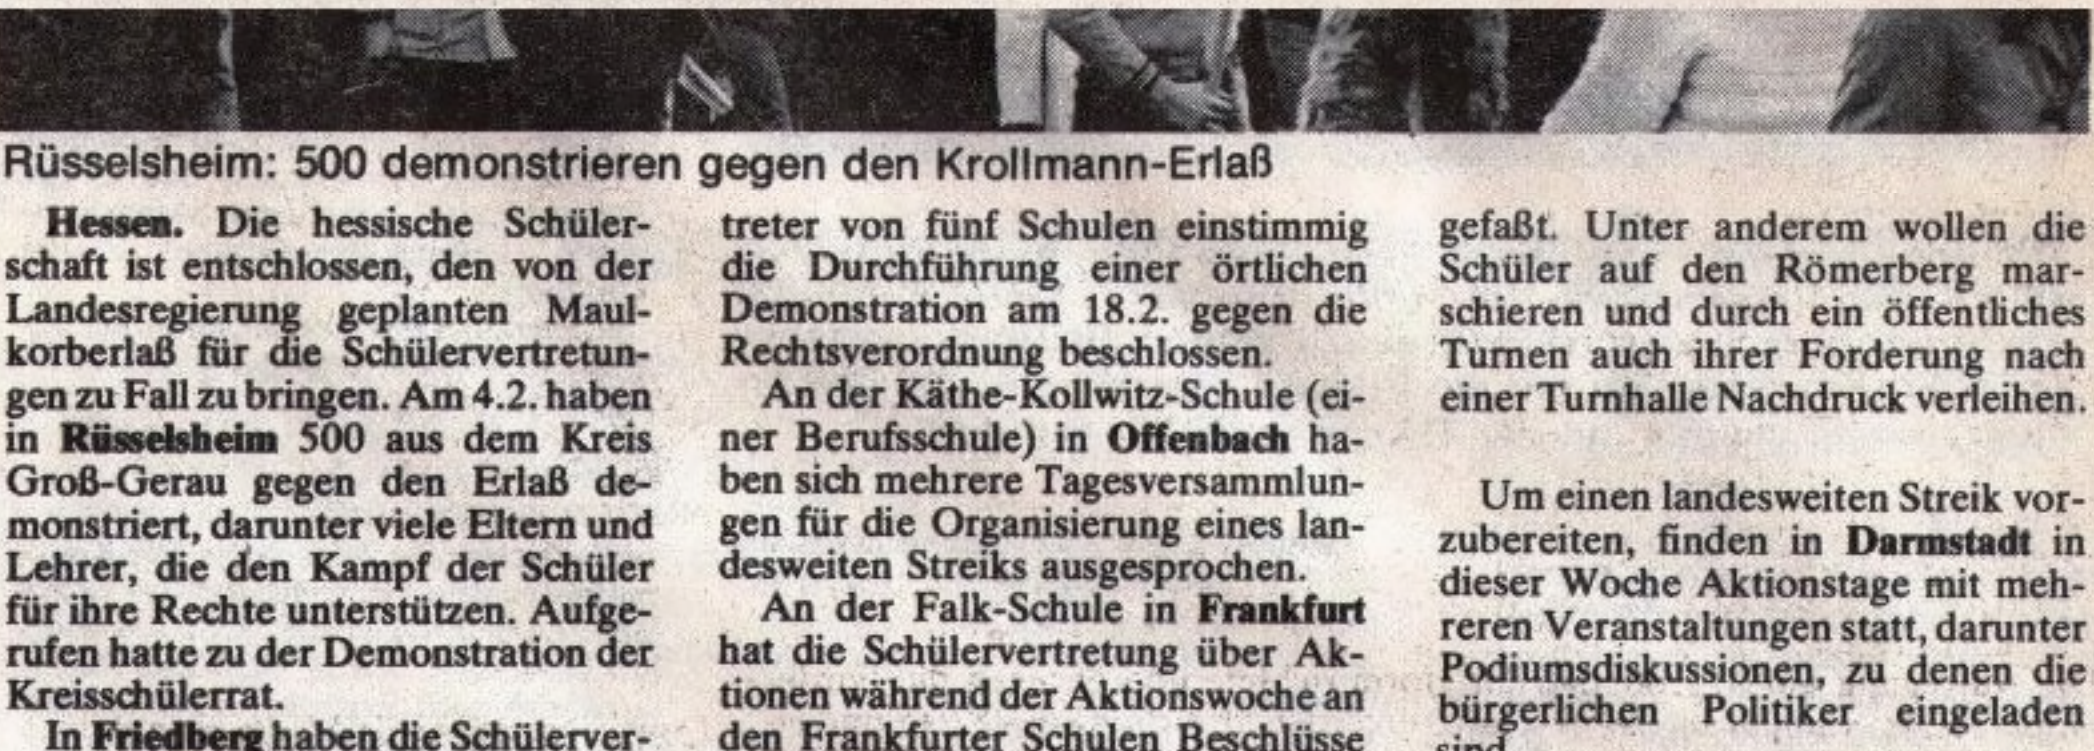 Rüsselsheim: 500 demonstrieren gegen den Krollmann-Erlaß
Hessen. Die hessische Schüler-
schaft ist entschlossen, den von der
Landesregierung geplanten Maul-
korberlaß für die Schülervertretun-
gen zu Fall zu bringen. Am 4.2. haben
in Rüsselsheim 500 aus dem Kreis
Groß-Gerau gegen den Erlaß de-
monstriert, darunter viele Eltern und
Lehrer, die den Kampf der Schüler
für ihre Rechte unterstützen. Aufge-
rufen hatte zu der Demonstration der
Kreisschülerrat.
In Friedberg haben die Schülerver-
treter von fünf Schulen einstimmig
die Durchführung einer örtlichen
Demonstration am 18.2. gegen die
Rechtsverordnung beschlossen.
An der Käthe-Kollwitz-Schule (ei-
ner Berufsschule) in Offenbach ha-
ben sich mehrere Tagesversammlun-
gen für die Organisierung eines lan-
desweiten Streiks ausgesprochen.
An der Falk-Schule in Frankfurt
hat die Schülervertretung über Ak-
tionen während der Aktionswoche an
den Frankfurter Schulen Beschlüsse
gefaßt. Unter anderem wollen die
Schüler auf den Römerberg mar-
schieren und durch ein öffentliches
Turnen auch ihrer Forderung nach
einer Turnhalle Nachdruck verleihen.
Um einen landesweiten Streik vor-
zubereiten, finden in Darmstadt in
dieser Woche Aktionstage mit meh-
reren Veranstaltungen statt, darunter
Podiumsdiskussionen, zu denen die
bürgerlichen Politiker eingeladen
sind